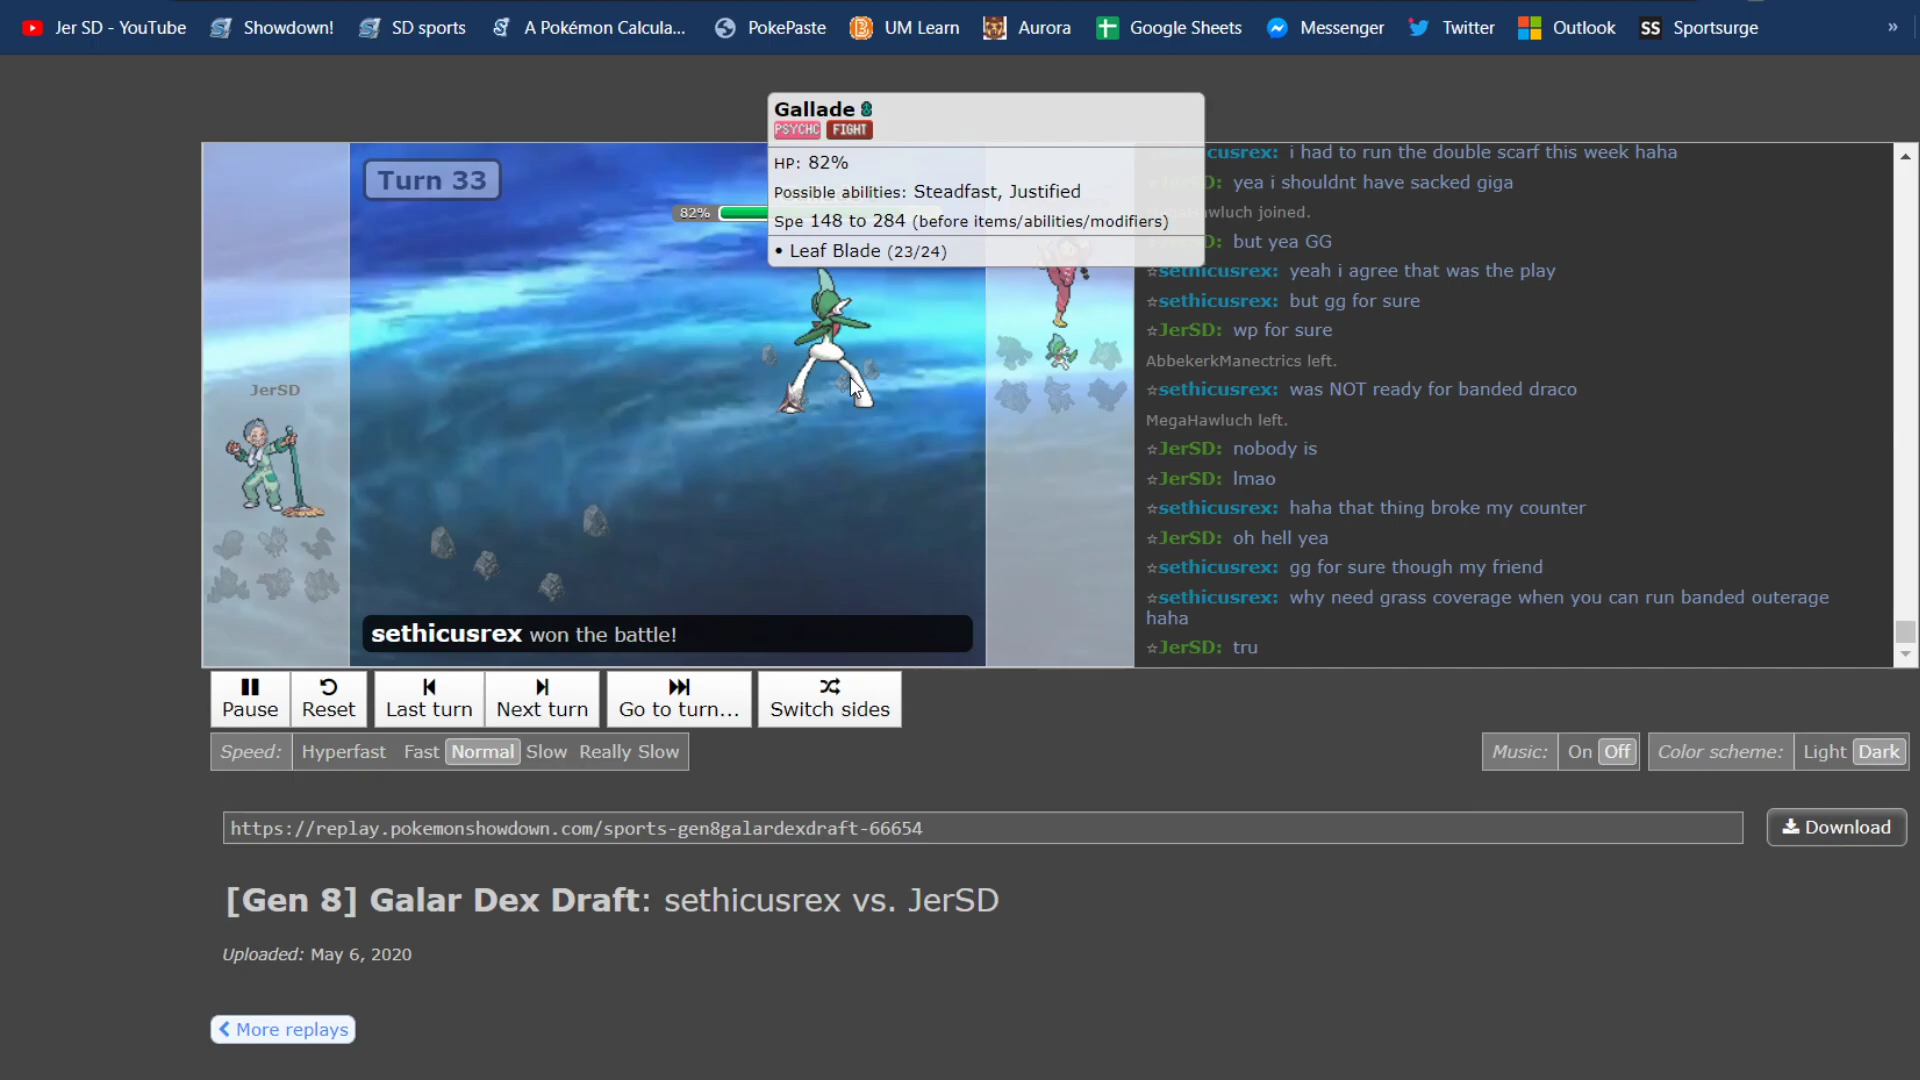 Jer SD - YouTube Showdown! SD sports A Pokémon Calcula... PokePaste UM Learn Aurora Google Sheets Messenger Twitter Outlook SS Sportsurge »
Gallade
PSYCHC FIGHT
HP: 82%
Possible abilities: Steadfast, Justified
Spe 148 to 284 (before items/abilities/modifiers)
• Leaf Blade (23/24)
Turn 33
82%
JerSD
sethicusrex won the battle!
cusrex: i had to run the double scarf this week haha
D: yea i shouldnt have sacked giga
awluch joined.
D: but yea GG
☆sethicusrex: yeah i agree that was the play
☆sethicusrex: but gg for sure
☆JerSD: wp for sure
AbbekerkManectrics left.
☆sethicusrex: was NOT ready for banded draco
MegaHawluch left.
☆JerSD: nobody is
☆JerSD: lmao
☆sethicusrex: haha that thing broke my counter
☆JerSD: oh hell yea
☆sethicusrex: gg for sure though my friend
☆sethicusrex: why need grass coverage when you can run banded outerage
haha
☆JerSD: tru
Pause Reset Last turn Next turn Go to turn... Switch sides
Speed: Hyperfast Fast Normal Slow Really Slow Music: On Off Color scheme: Light Dark
https://replay.pokemonshowdown.com/sports-gen8galardexdraft-66654 Download
[Gen 8] Galar Dex Draft: sethicusrex vs. JerSD
Uploaded: May 6, 2020
More replays